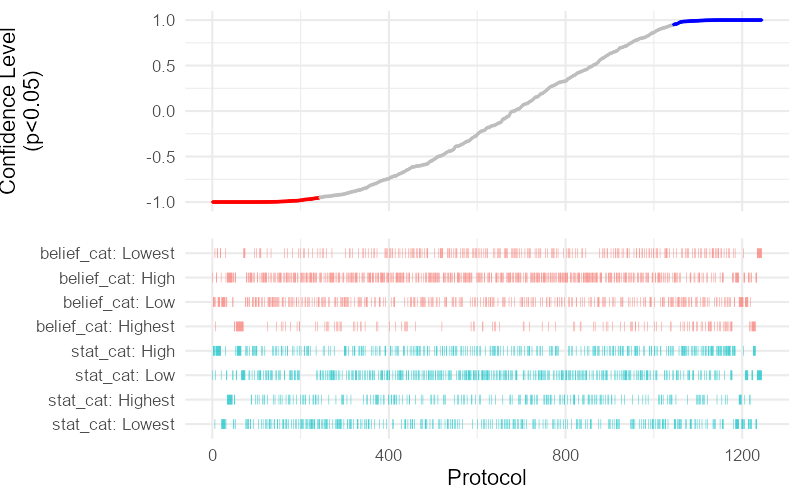 Confidence Level
(p<0.05)
1.0
0.5
0.0
-0.5
-1.0
belief_cat: Lowest
belief_cat: High
belief_cat: Low
belief_cat: Highest
stat_cat: High
stat_cat: Low
stat_cat: Highest
stat_cat: Lowest
0 400 800 1200
Protocol